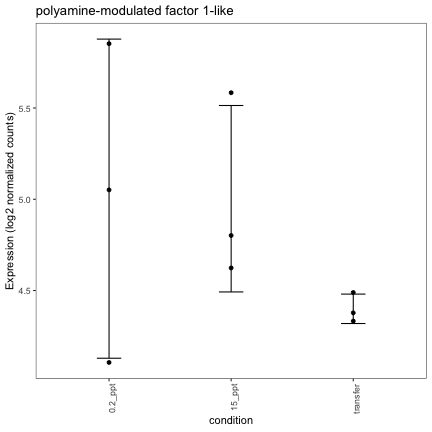 polyamine-modulated factor 1-like
Expression (log2 normalized counts)
5.5
5.0
4.5
0.2_ppt
15_ppt
transfer
condition